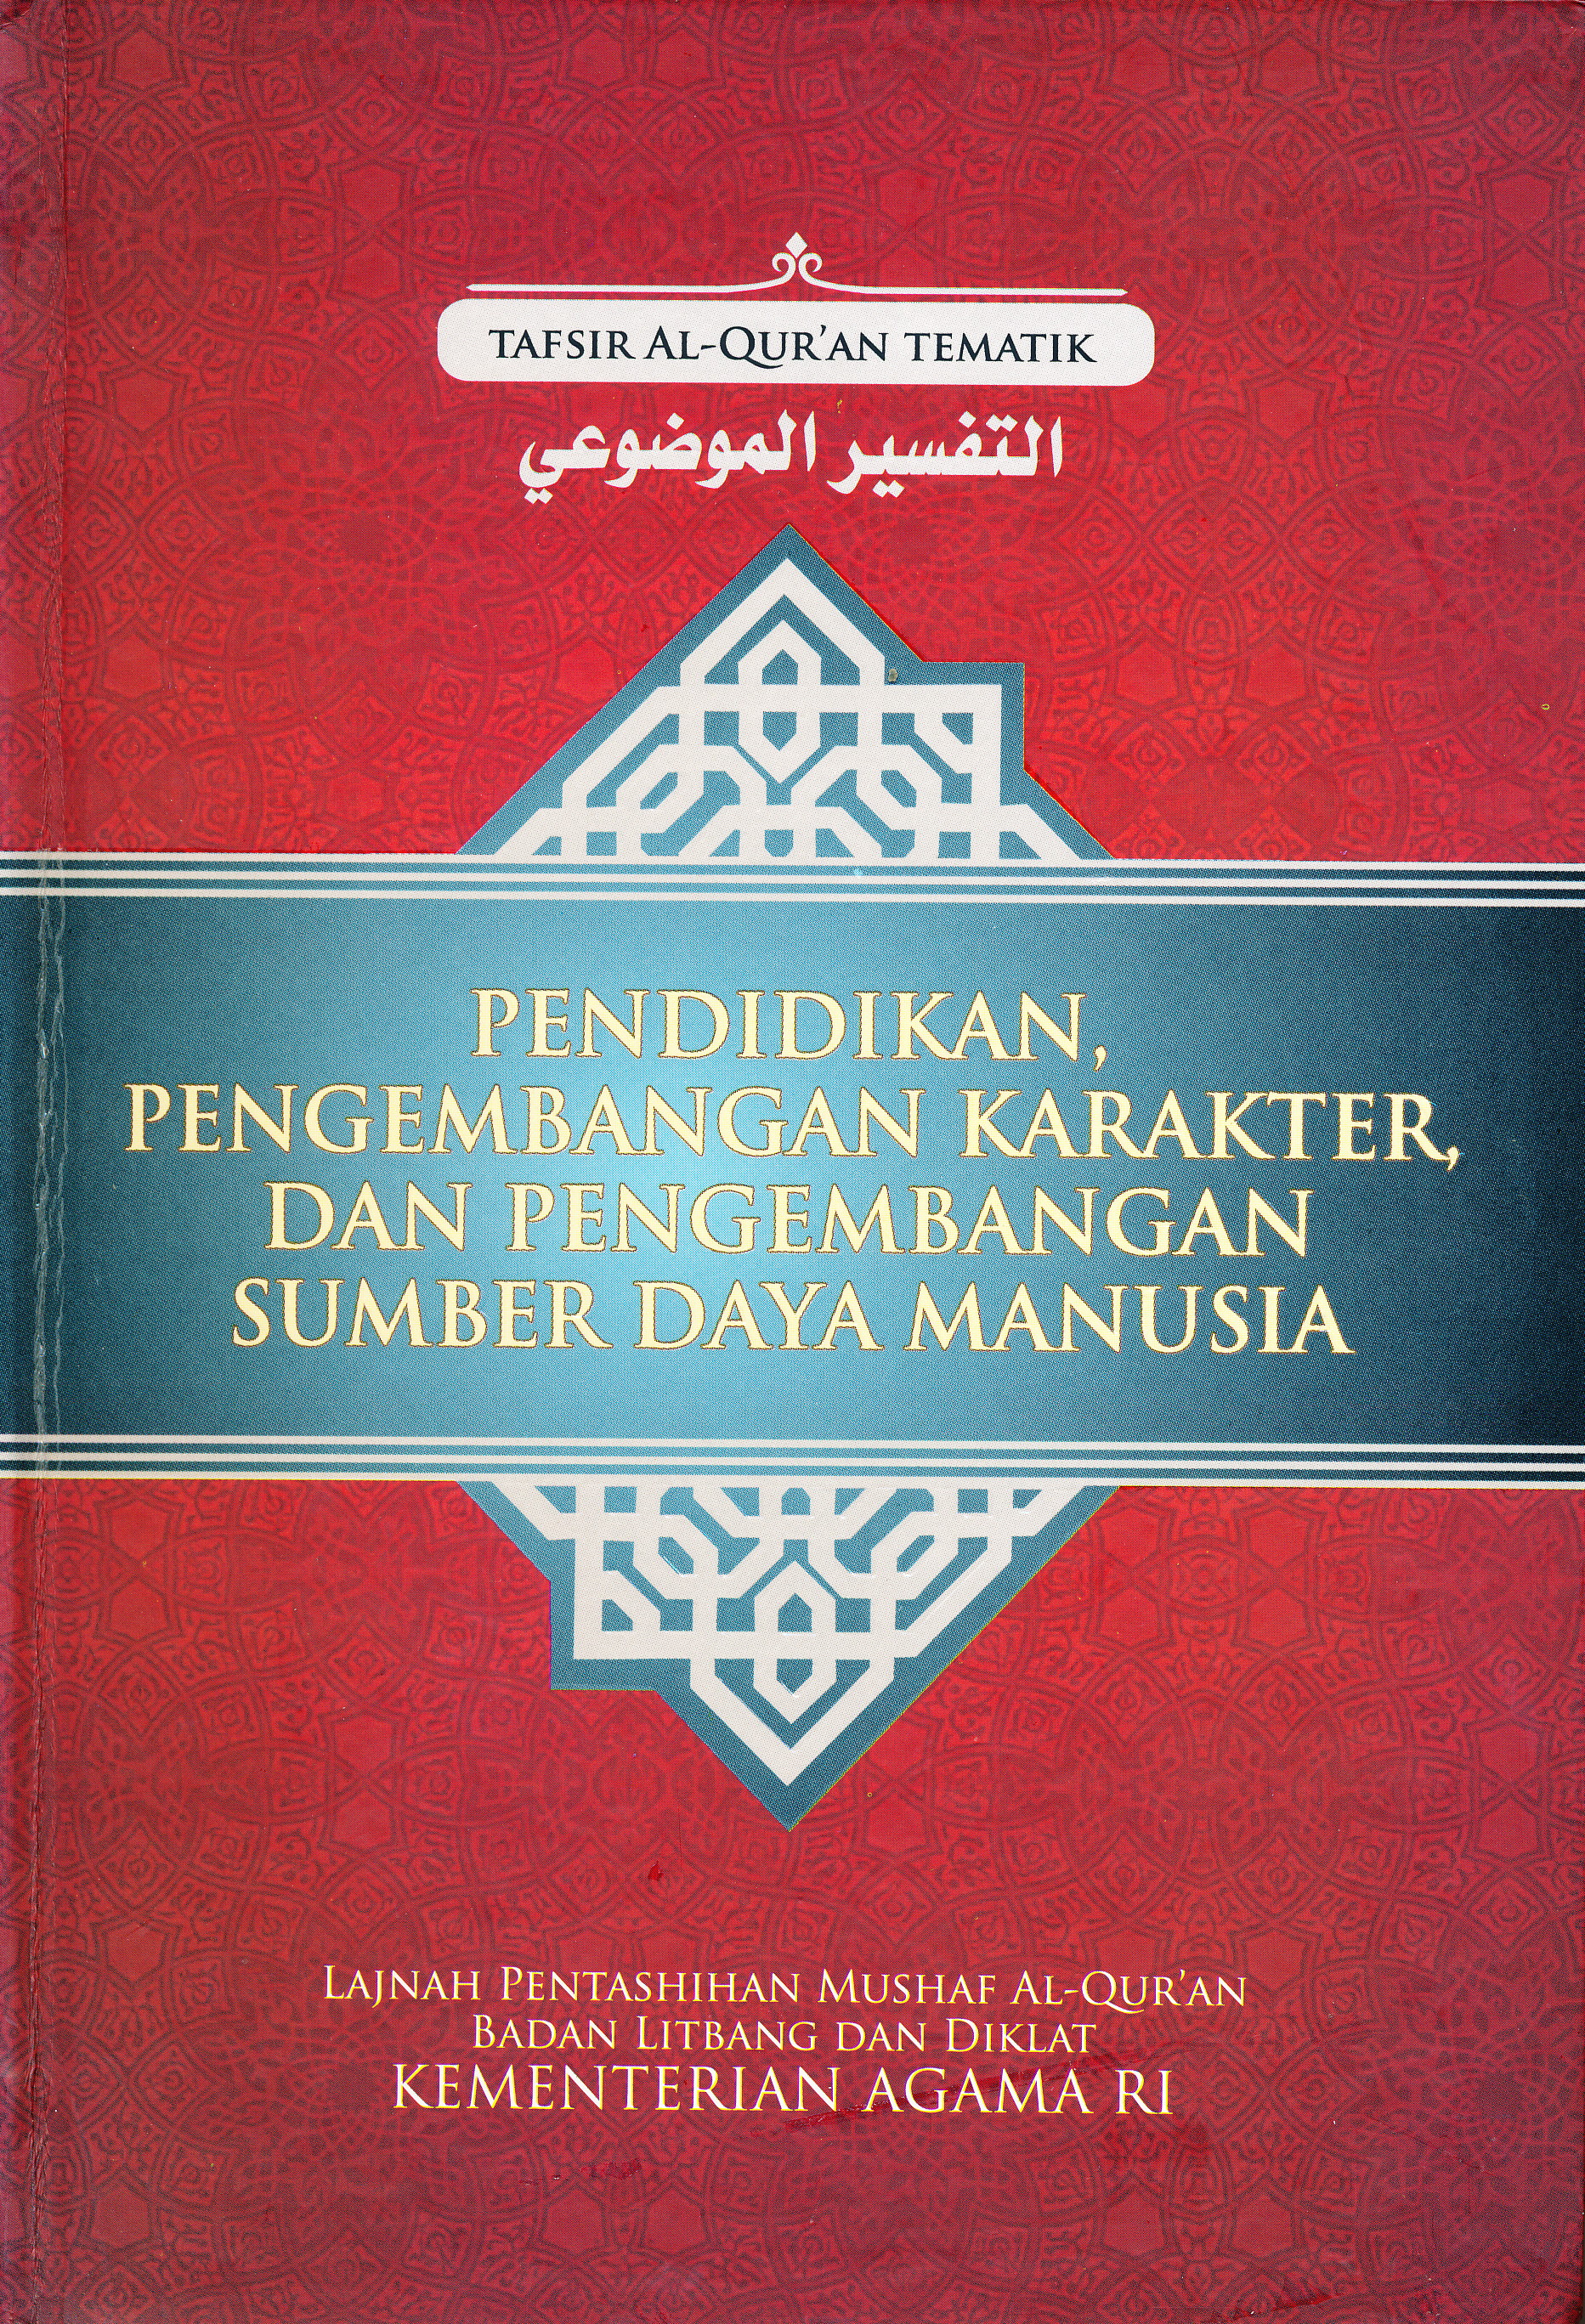 TAFSIR AL-QUR'AN TEMATIK
التفسير الموضوعي
PENDIDIKAN,
PENGEMBANGAN KARAKTER,
DAN PENGEMBANGAN
SUMBER DAYA MANUSIA
LAJNAH PENTASHIHAN MUSHAF AL-QUR'AN
BADAN LITBANG DAN DIKLAT
KEMENTERIAN AGAMA RI